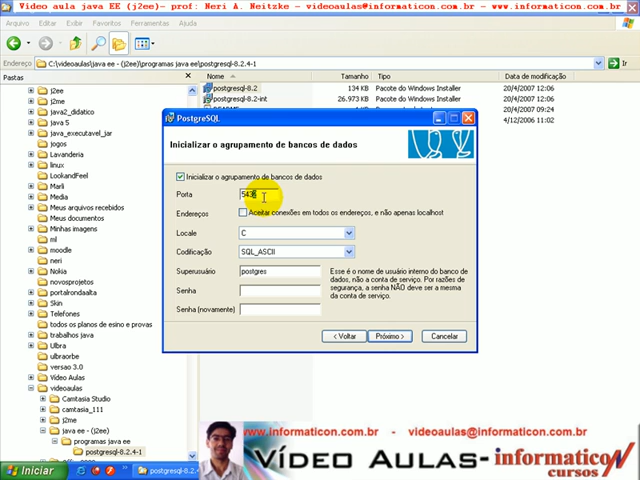 Vídeo aula java EE (j2ee)- prof: Neri A. Neitzke - videoaulas@informaticon.com.br - www.informaticon.com.br
Arquivo Editar Exibir Favoritos Ferramentas Ajuda
Endereço C:\videoaulas\java ee - (j2ee)\programas java ee\postgresql-8.2.4-1 Ir
Pastas
Nome Tamanho Tipo Data de modificação
postgresql-8.2 134 KB Pacote do Windows Installer 20/4/2007 12:06
postgresql-8.2-int 26.973 KB Pacote do Windows Installer 20/4/2007 12:06
20/4/2007 09:24
4/12/2006 11:02
j2ee
j2me
java2_didatico
java 5
java_executavel_jar
jogos
Lavanderia
linux
LookandFeel
Marli
Meus arquivos recebidos
Meus documentos
Minhas imagens
ml
moodle
neri
Nokia
novosprojetos
portalrondaalta
Skin
Telefones
todos os planos de esino e provas
trabalhos java
Ulbra
ulbraorbe
versao 3.0
Vídeo Aulas
videoaulas
Camtasia Studio
camtasia_111
j2me
java ee - (j2ee)
programas java ee
postgresql-8.2.4-1
PostgreSQL
Inicializar o agrupamento de bancos de dados
Inicializar o agrupamento de bancos de dados
Porta
Endereços Aceitar conexões em todos os endereços, e não apenas localhost
Locale C
Codificação SQL_ASCII
Superusuário postgres
Senha
Senha (novamente)
Esse é o nome de usuário interno do banco de
dados, não a conta de serviço. Por razões de
segurança, a senha NÃO deve ser a mesma
da conta de serviço.
< Voltar Próximo > Cancelar
www.informaticon.com.br - videoaulas@informaticon.com.br
VÍDEO AULAS- informaticon
CURSOS
Iniciar postgresql-8.2